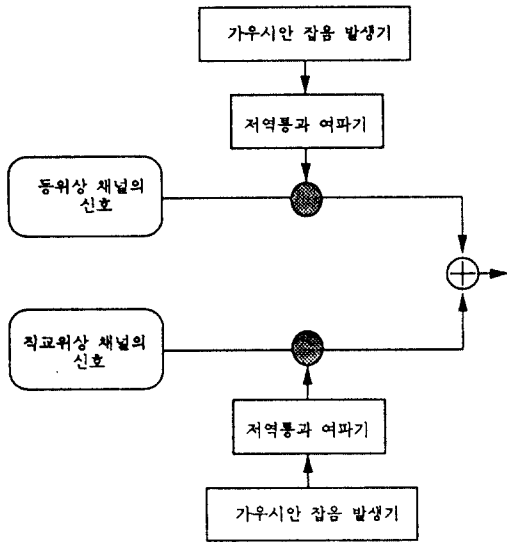 가우시안 잡음 발생기
저역통과 여파기
동위상 채널의
신호
직교위상 채널의
신호
저역통과 여파기
가우시안 잡음 발생기